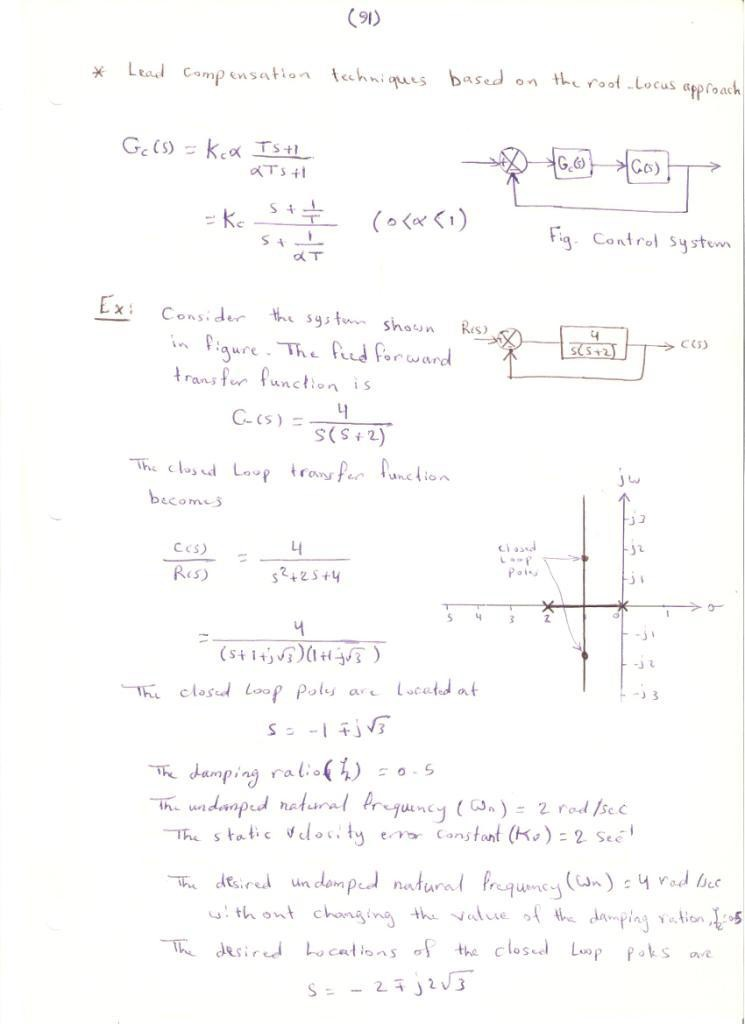 (91)
* Lead compensation techniques based on the root-Locus approach
Gc(s) = Kcα (Ts+1)/(αTs+1)
= Kc (s + 1/T)/(s + 1/αT) (0<α<1)
+ Gc(s) G(s)
Fig. Control system
Ex: Consider the system shown
in figure. The feed forward
transfer function is
R(s) + 4/(s(s+2)) C(s)
G(s) = 4/(s(s+2))
The closed Loop transfer function
becomes
C(s)/R(s) = 4/(s²+2s+4)
= 4/((s+1+j√3)(1+1-j√3))
jω
j3
j2
j1
closed
Loop
poles
5 4 3 2 1 0 1 σ
-j1
-j2
-j3
The closed Loop poles are Located at
s = -1 ∓j√3
The damping ratio(ζ) = 0.5
The undamped natural frequency (ωn) = 2 rad/sec
The static velocity error constant (Kv) = 2 sec⁻¹
The desired undamped natural frequency (ωn) = 4 rad/sec
without changing the value of the damping ration, ζ=0.5
The desired Locations of the closed Loop poles are
s = -2 ∓ j2√3